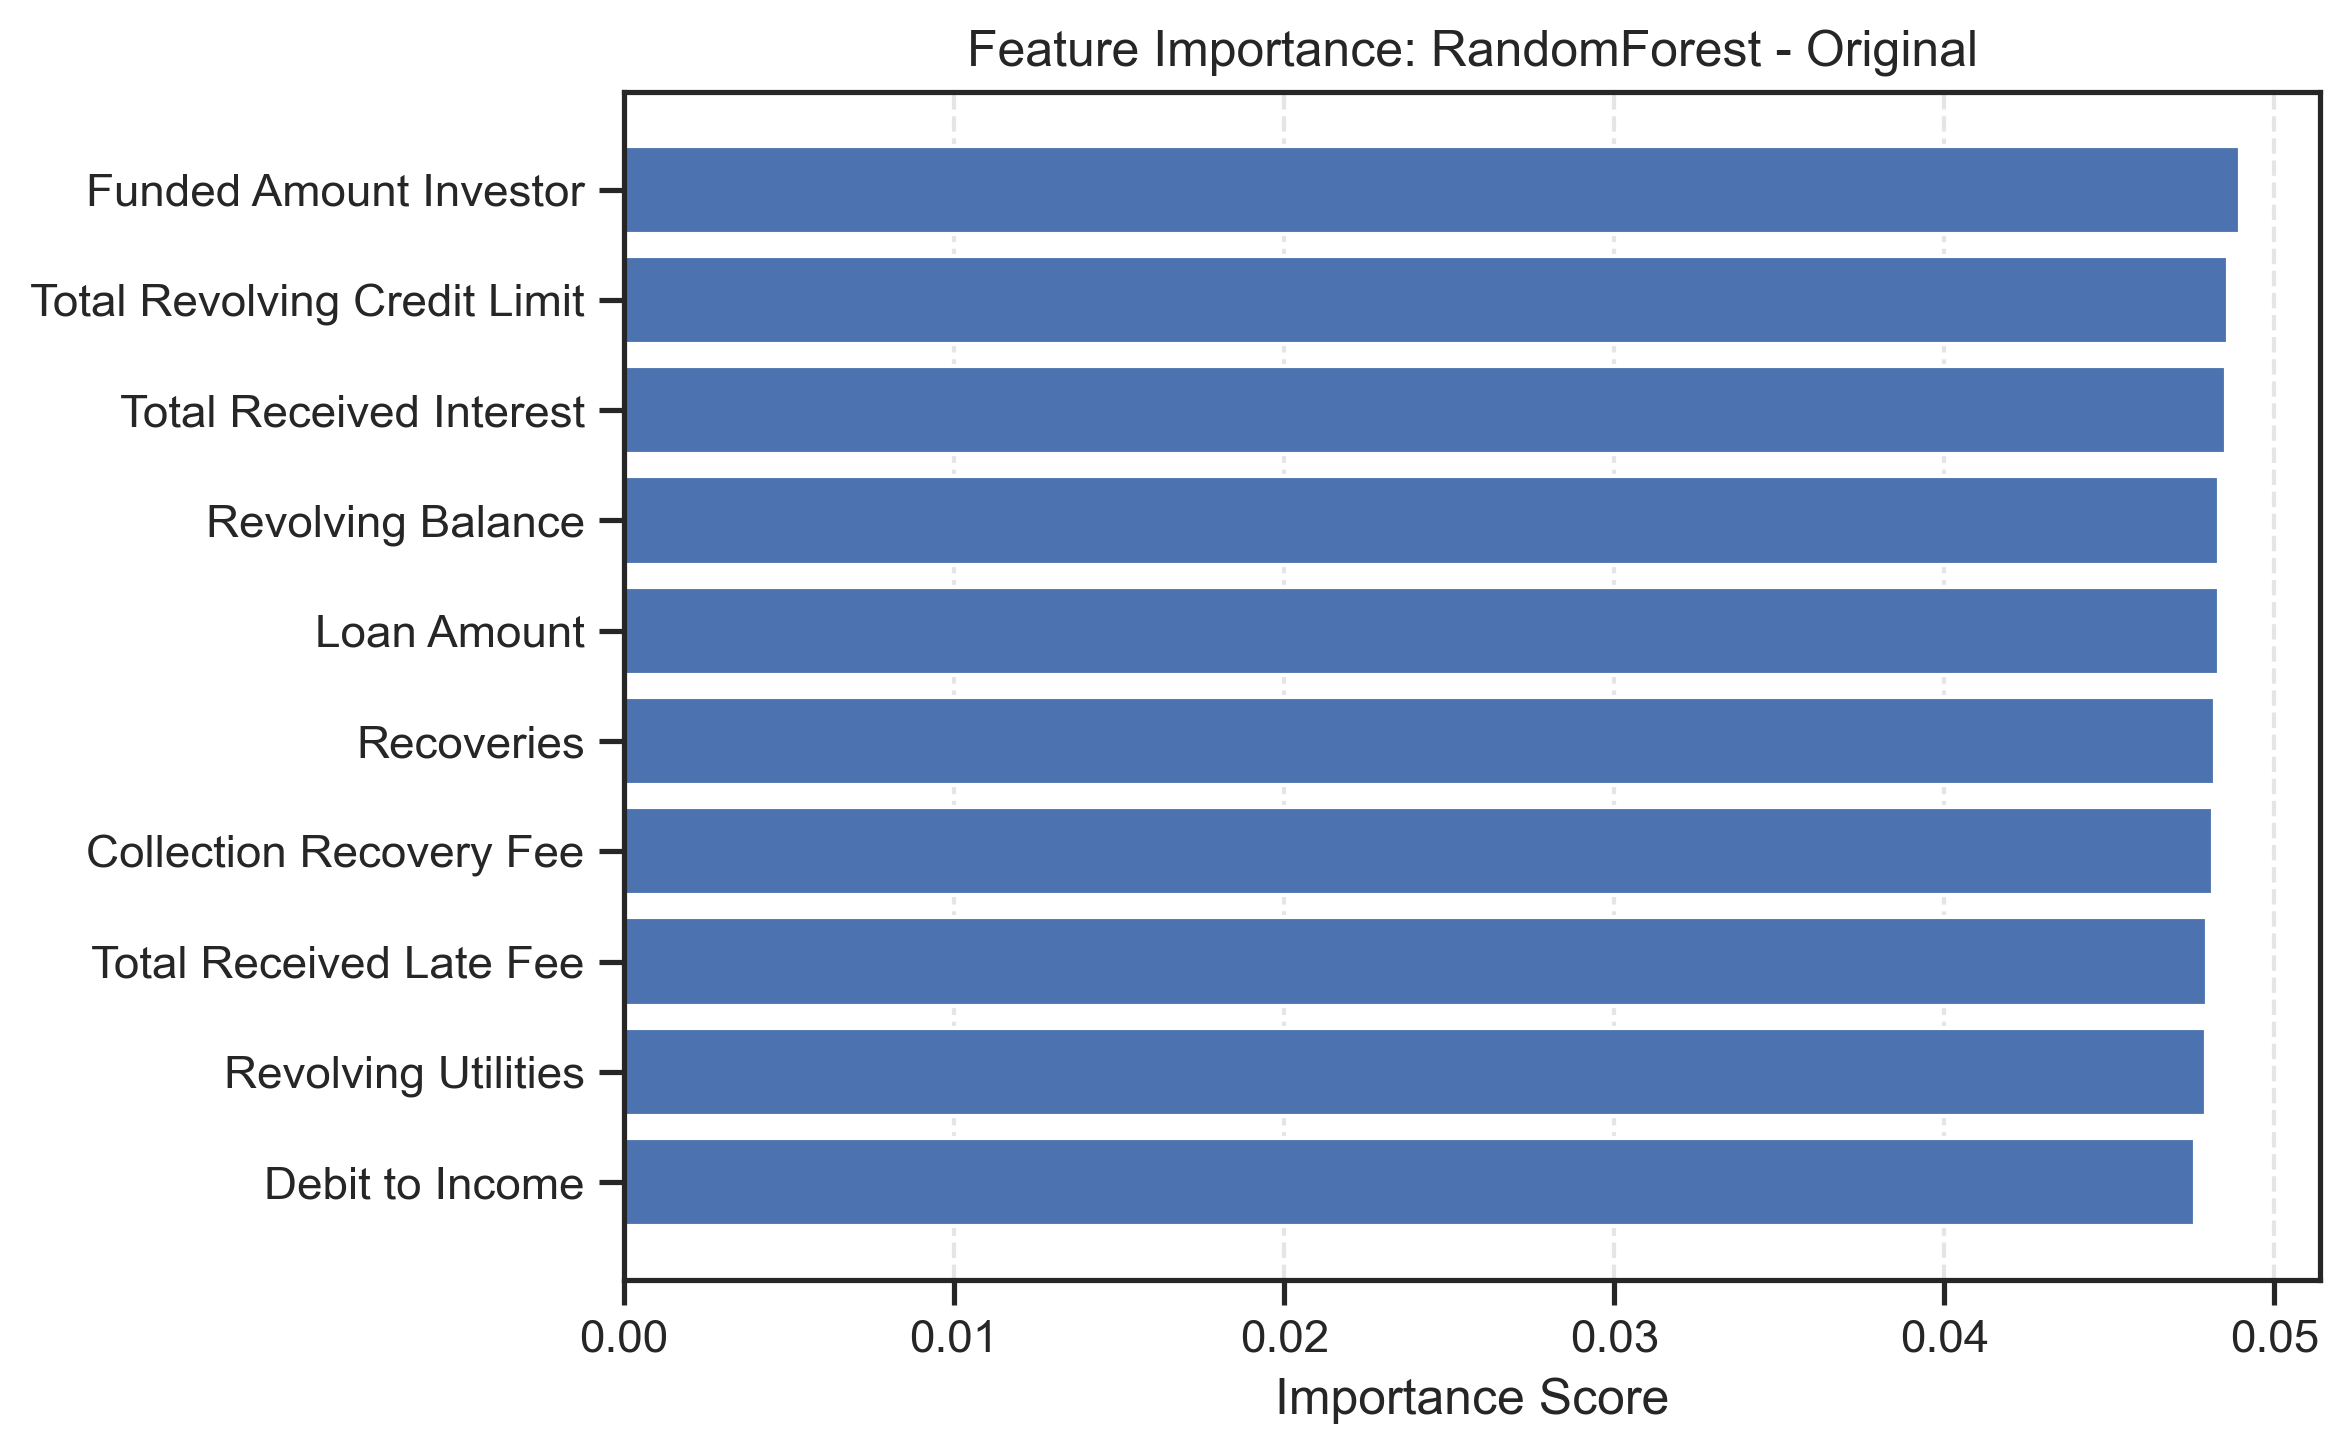 Feature Importance: RandomForest - Original
Funded Amount Investor
Total Revolving Credit Limit
Total Received Interest
Revolving Balance
Loan Amount
Recoveries
Collection Recovery Fee
Total Received Late Fee
Revolving Utilities
Debit to Income
0.00 0.01 0.02 0.03 0.04 0.05
Importance Score